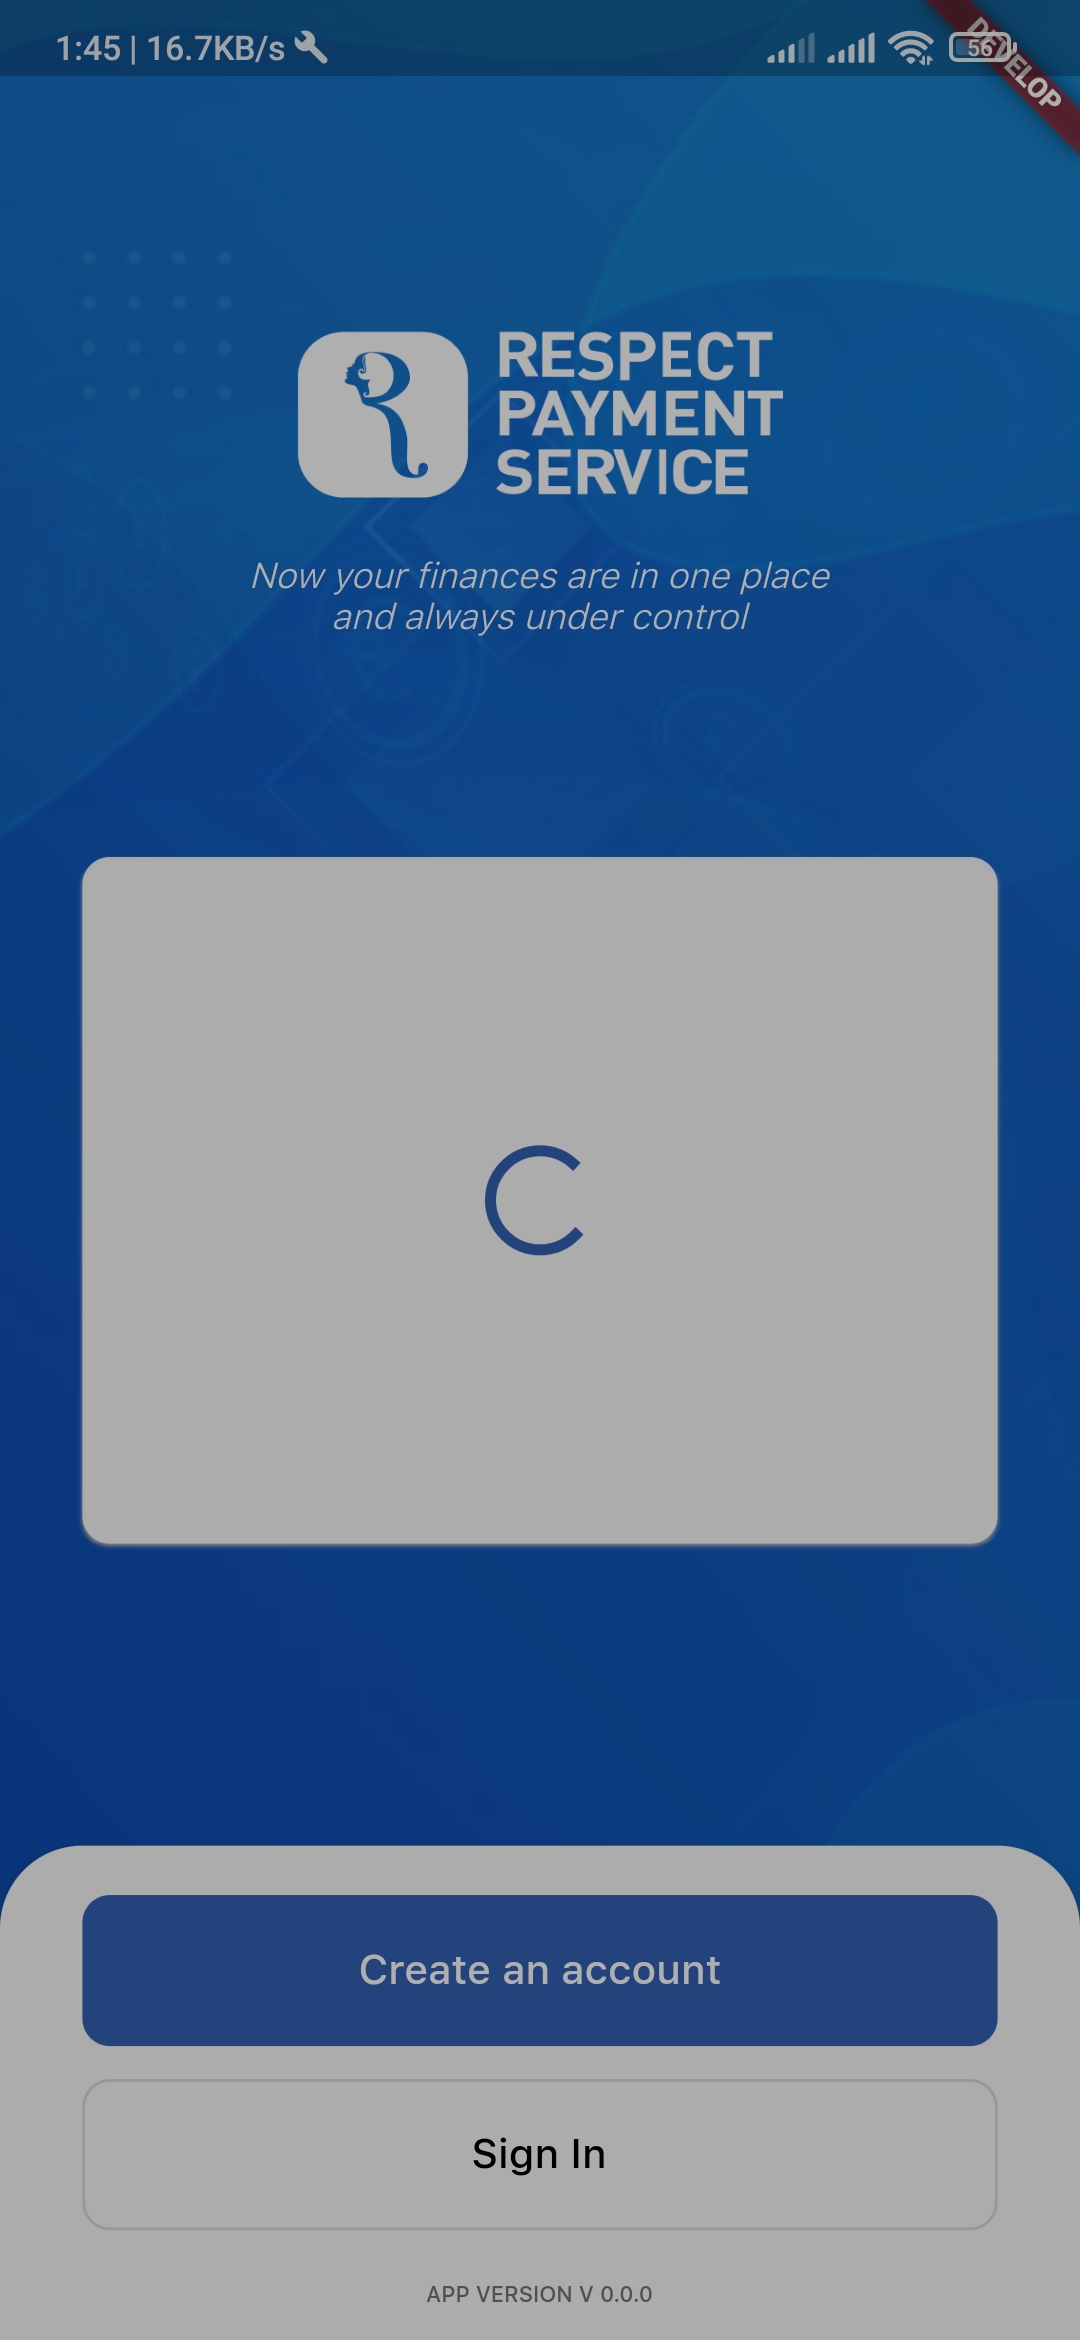 1:45 | 16.7KB/s
56
DEVELOP
RESPECT
PAYMENT
SERVICE
Now your finances are in one place
and always under control
Create an account
Sign In
APP VERSION V 0.0.0